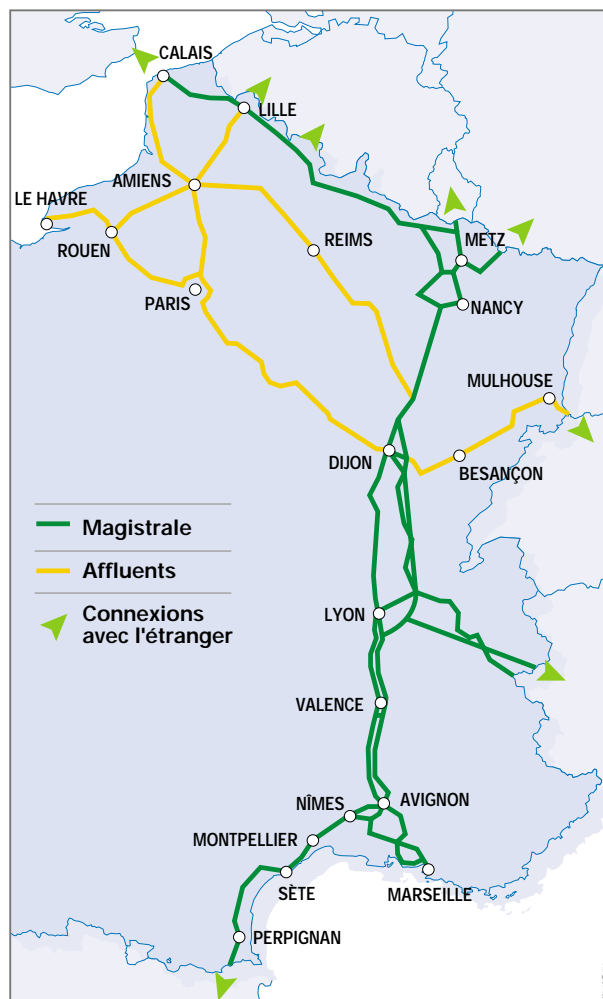 CALAIS
LILLE
AMIENS
LE HAVRE
ROUEN
REIMS
METZ
PARIS
NANCY
MULHOUSE
DIJON
BESANÇON
Magistrale
Affluents
Connexions
avec l'étranger
LYON
VALENCE
NÎMES
AVIGNON
MONTPELLIER
SÈTE
MARSEILLE
PERPIGNAN